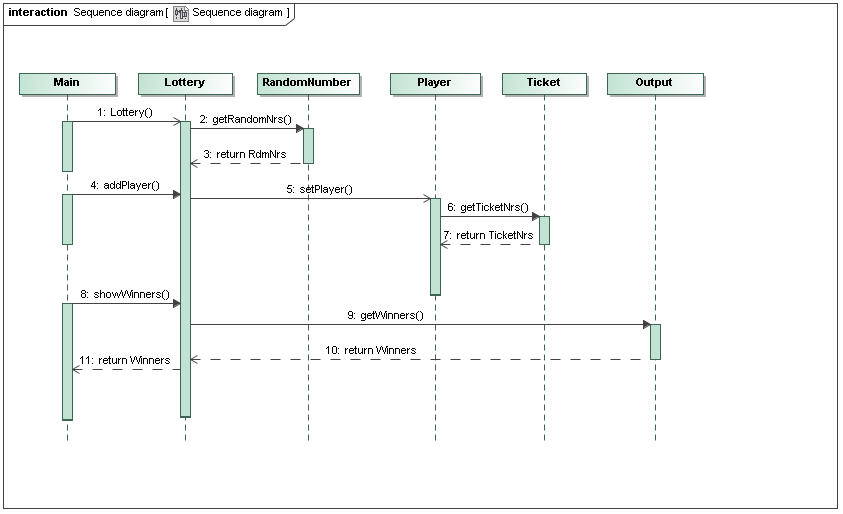 interaction Sequence diagram[ Sequence diagram ]
Main Lottery RandomNumber Player Ticket Output
1: Lottery()
2: getRandomNrs()
3: return RdmNrs
4: addPlayer()
5: setPlayer()
6: getTicketNrs()
7: return TicketNrs
8: showWinners()
9: getWinners()
10: return Winners
11: return Winners